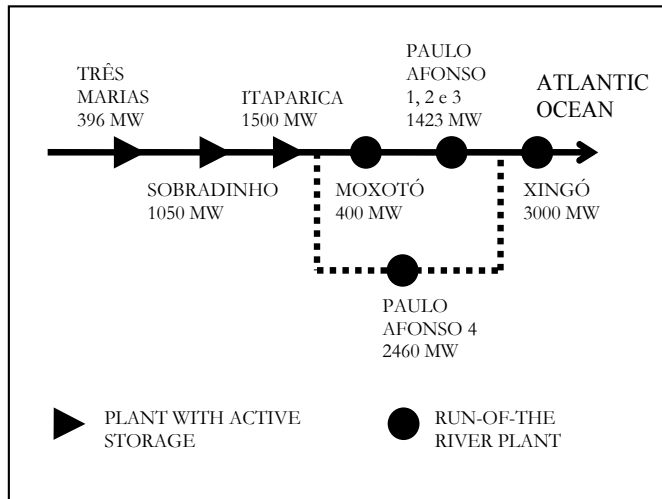 TRÊS
MARIAS
396 MW
ITAPARICA
1500 MW
PAULO
AFONSO
1, 2 e 3
1423 MW
ATLANTIC
OCEAN
SOBRADINHO
1050 MW
MOXOTÓ
400 MW
XINGÓ
3000 MW
PAULO
AFONSO 4
2460 MW
PLANT WITH ACTIVE
STORAGE
RUN-OF-THE
RIVER PLANT